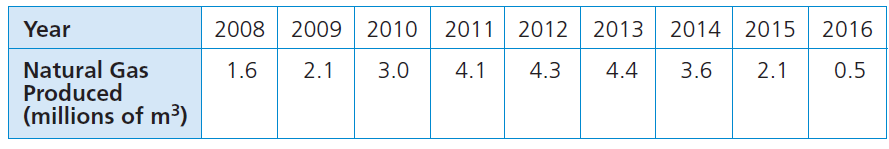 Year 2008 2009 2010 2011 2012 2013 2014 2015 2016
Natural Gas 1.6 2.1 3.0 4.1 4.3 4.4 3.6 2.1 0.5
Produced
(millions of m³)